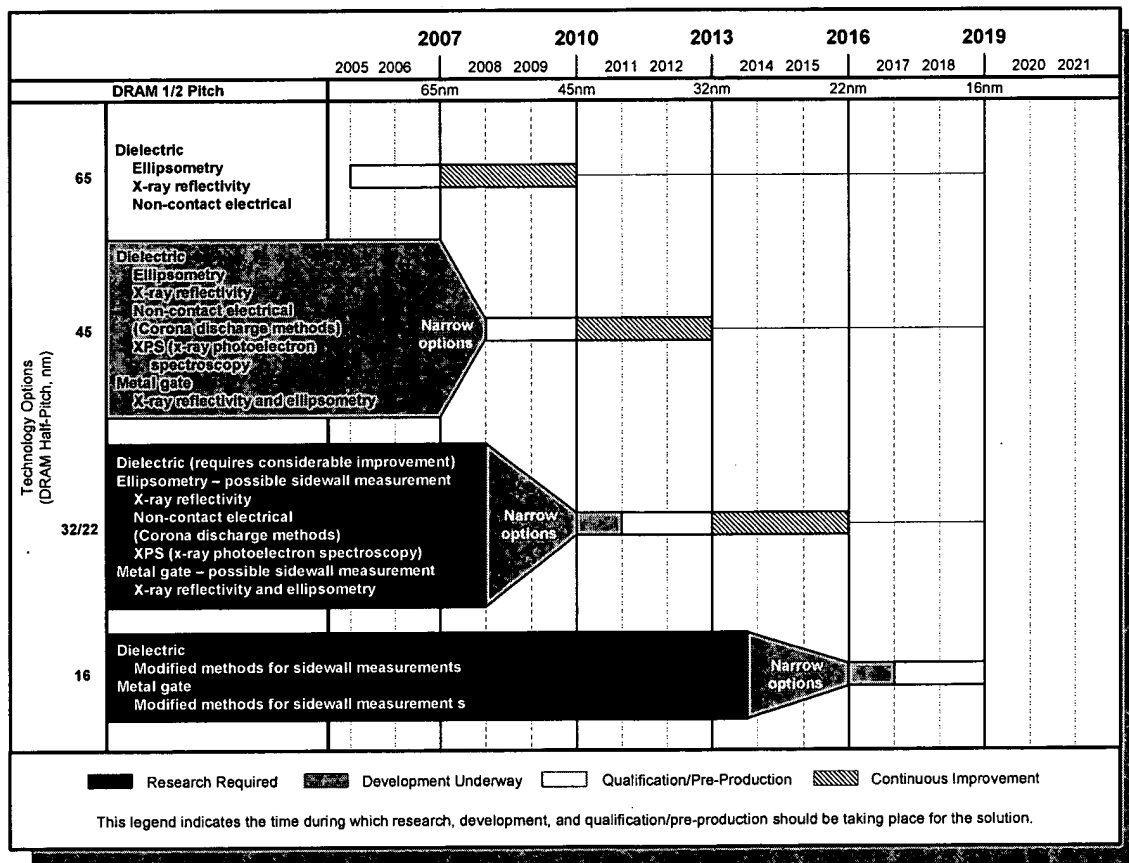 2007 2010 2013 2016 2019
2005 2006 2008 2009 2011 2012 2014 2015 2017 2018 2020 2021
DRAM 1/2 Pitch 65nm 45nm 32nm 22nm 16nm
Technology Options
(DRAM Half-Pitch, nm)
65
Dielectric
Ellipsometry
X-ray reflectivity
Non-contact electrical
45
Dielectric
Ellipsometry
X-ray reflectivity
Non-contact electrical
(Corona discharge methods)
XPS (x-ray photoelectron
spectroscopy
Metal gate
X-ray reflectivity and ellipsometry
Narrow
options
32/22
Dielectric (requires considerable improvement)
Ellipsometry – possible sidewall measurement
X-ray reflectivity
Non-contact electrical
(Corona discharge methods)
XPS (x-ray photoelectron spectroscopy)
Metal gate – possible sidewall measurement
X-ray reflectivity and ellipsometry
Narrow
options
16
Dielectric
Modified methods for sidewall measurements
Metal gate
Modified methods for sidewall measurement s
Narrow
options
Research Required Development Underway Qualification/Pre-Production Continuous Improvement
This legend indicates the time during which research, development, and qualification/pre-production should be taking place for the solution.